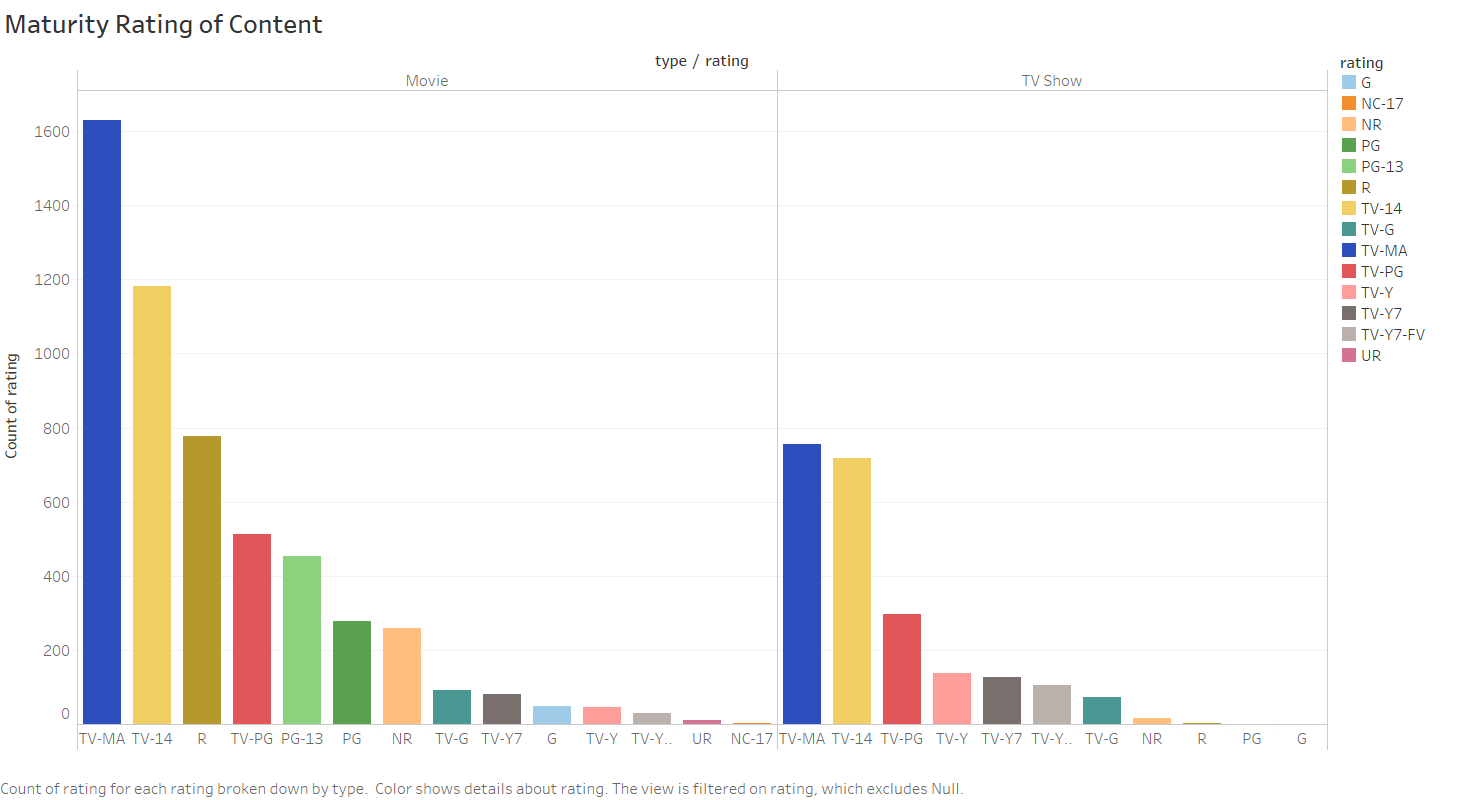 Maturity Rating of Content
type / rating
Movie
TV Show
Count of rating
1600
1400
1200
1000
800
600
400
200
0
TV-MA TV-14 R TV-PG PG-13 PG NR TV-G TV-Y7 G TV-Y TV-Y.. UR NC-17 TV-MA TV-14 TV-PG TV-Y TV-Y7 TV-Y.. TV-G NR R PG G
rating
G
NC-17
NR
PG
PG-13
R
TV-14
TV-G
TV-MA
TV-PG
TV-Y
TV-Y7
TV-Y7-FV
UR
Count of rating for each rating broken down by type.  Color shows details about rating. The view is filtered on rating, which excludes Null.